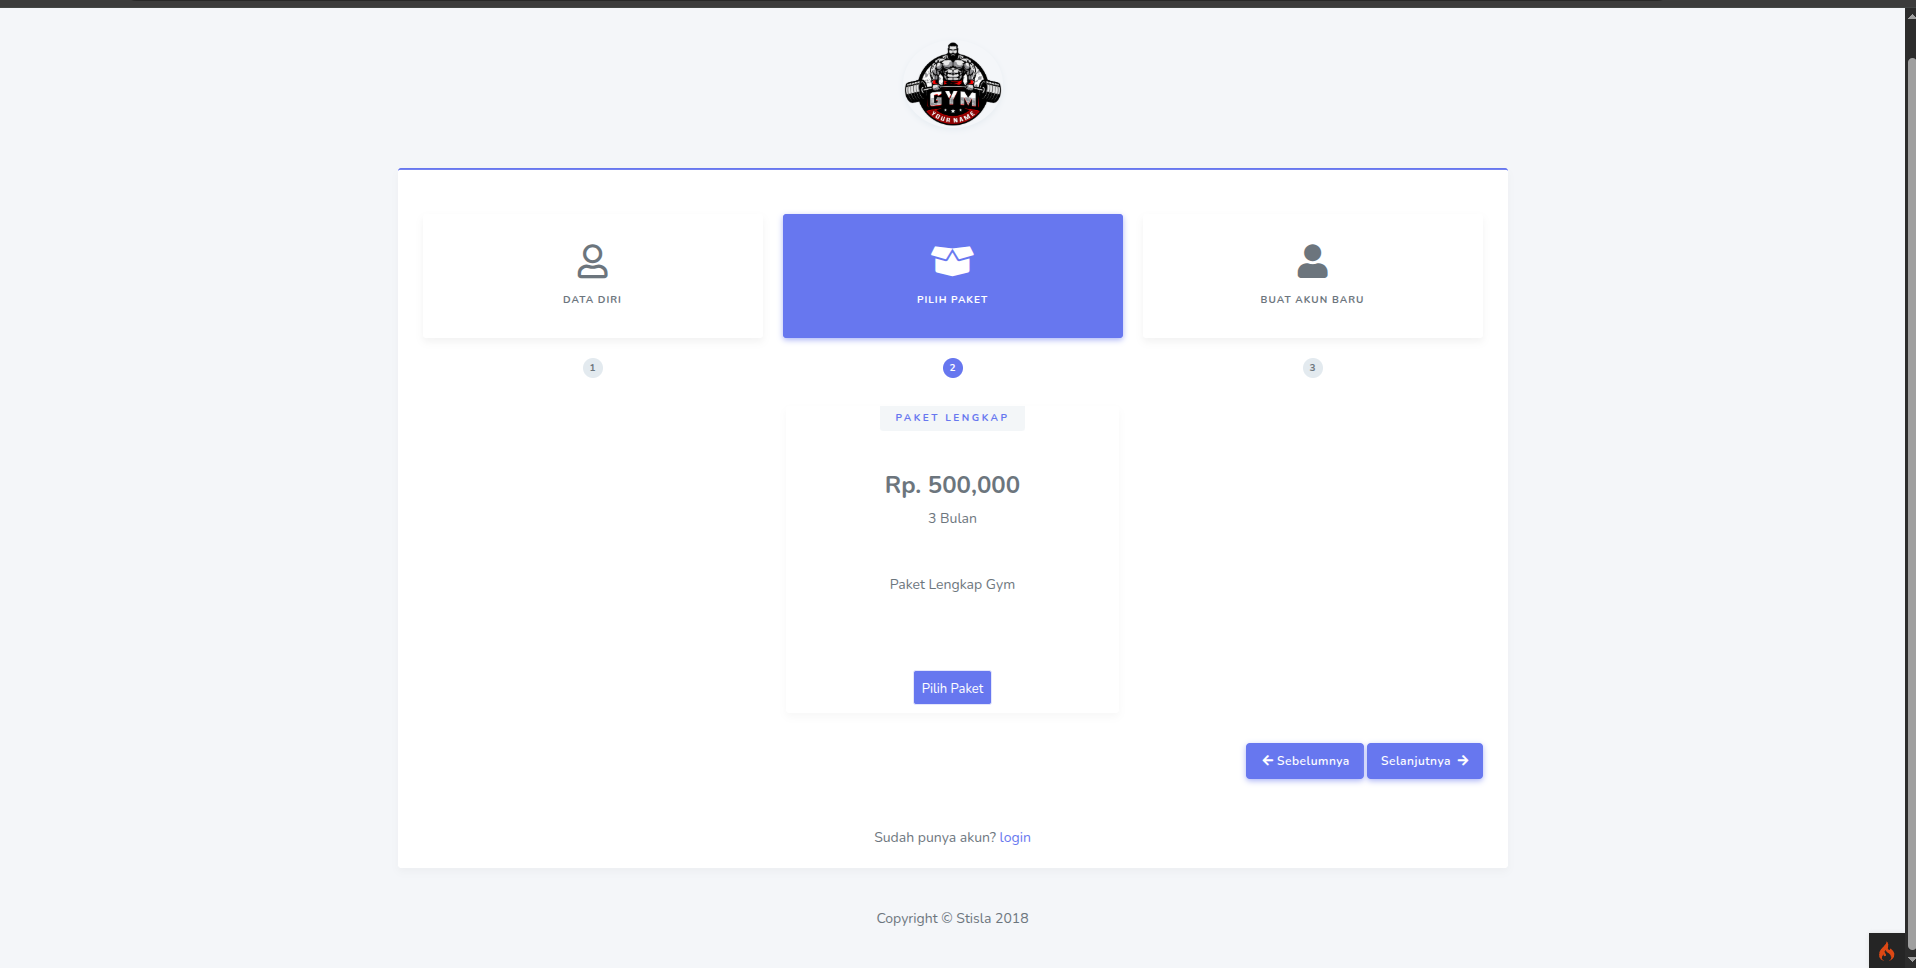 GYM
YOUR NAME
DATA DIRI
PILIH PAKET
BUAT AKUN BARU
1
2
3
PAKET LENGKAP
Rp. 500,000
3 Bulan
Paket Lengkap Gym
Pilih Paket
Sebelumnya
Selanjutnya
Sudah punya akun? login
Copyright © Stisla 2018